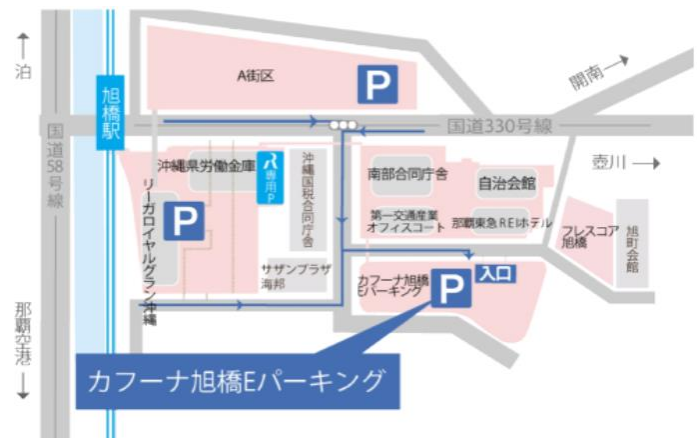 泊
A街区
P
開南
旭橋駅
国道58号線
国道330号線
壺川
沖縄県労働金庫
R
専用P
沖縄国税合同庁舎
南部合同庁舎
自治会館
P
リーガロイヤルグラン沖縄
第一交通産業
オフィスコート
那覇東急REIホテル
フレスコア
旭橋
旭町会館
サザンプラザ
海邦
カフーナ旭橋
Eパーキング
P
入口
那覇空港
カフーナ旭橋Eパーキング